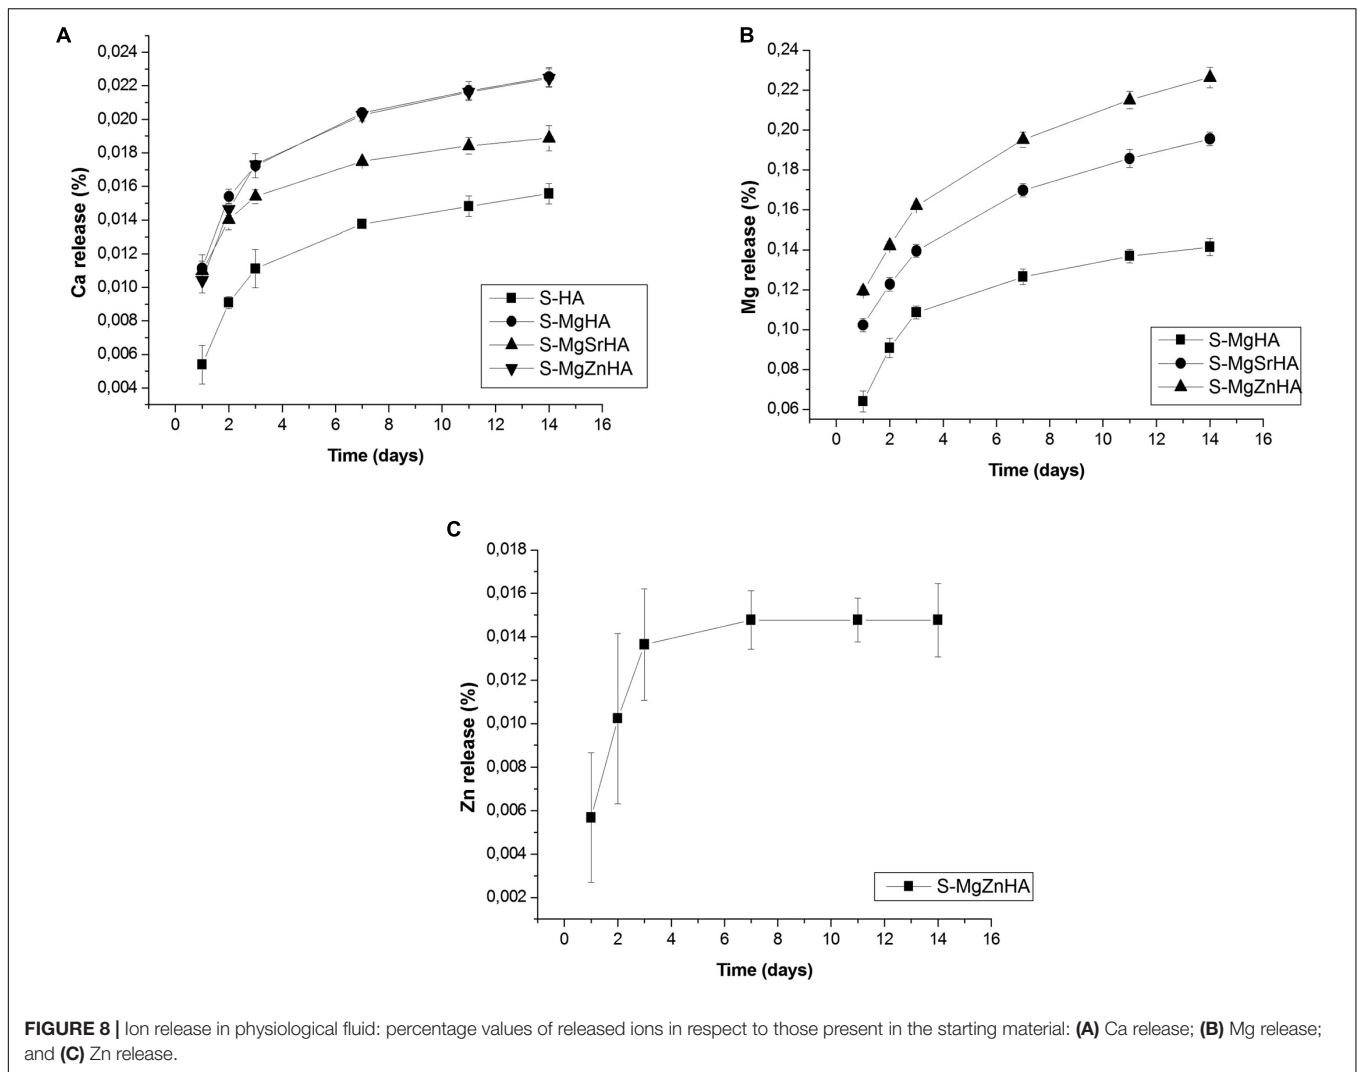 A
0,024
0,022
0,020
0,018
0,016
0,014
0,012
0,010
0,008
0,006
0,004
Ca release (%)
S-HA
S-MgHA
S-MgSrHA
S-MgZnHA
0 2 4 6 8 10 12 14 16
Time (days)
B
0,24
0,22
0,20
0,18
0,16
0,14
0,12
0,10
0,08
0,06
Mg release (%)
S-MgHA
S-MgSrHA
S-MgZnHA
0 2 4 6 8 10 12 14 16
Time (days)
C
0,018
0,016
0,014
0,012
0,010
0,008
0,006
0,004
0,002
Zn release (%)
S-MgZnHA
0 2 4 6 8 10 12 14 16
Time (days)
FIGURE 8 | Ion release in physiological fluid: percentage values of released ions in respect to those present in the starting material: (A) Ca release; (B) Mg release;
and (C) Zn release.